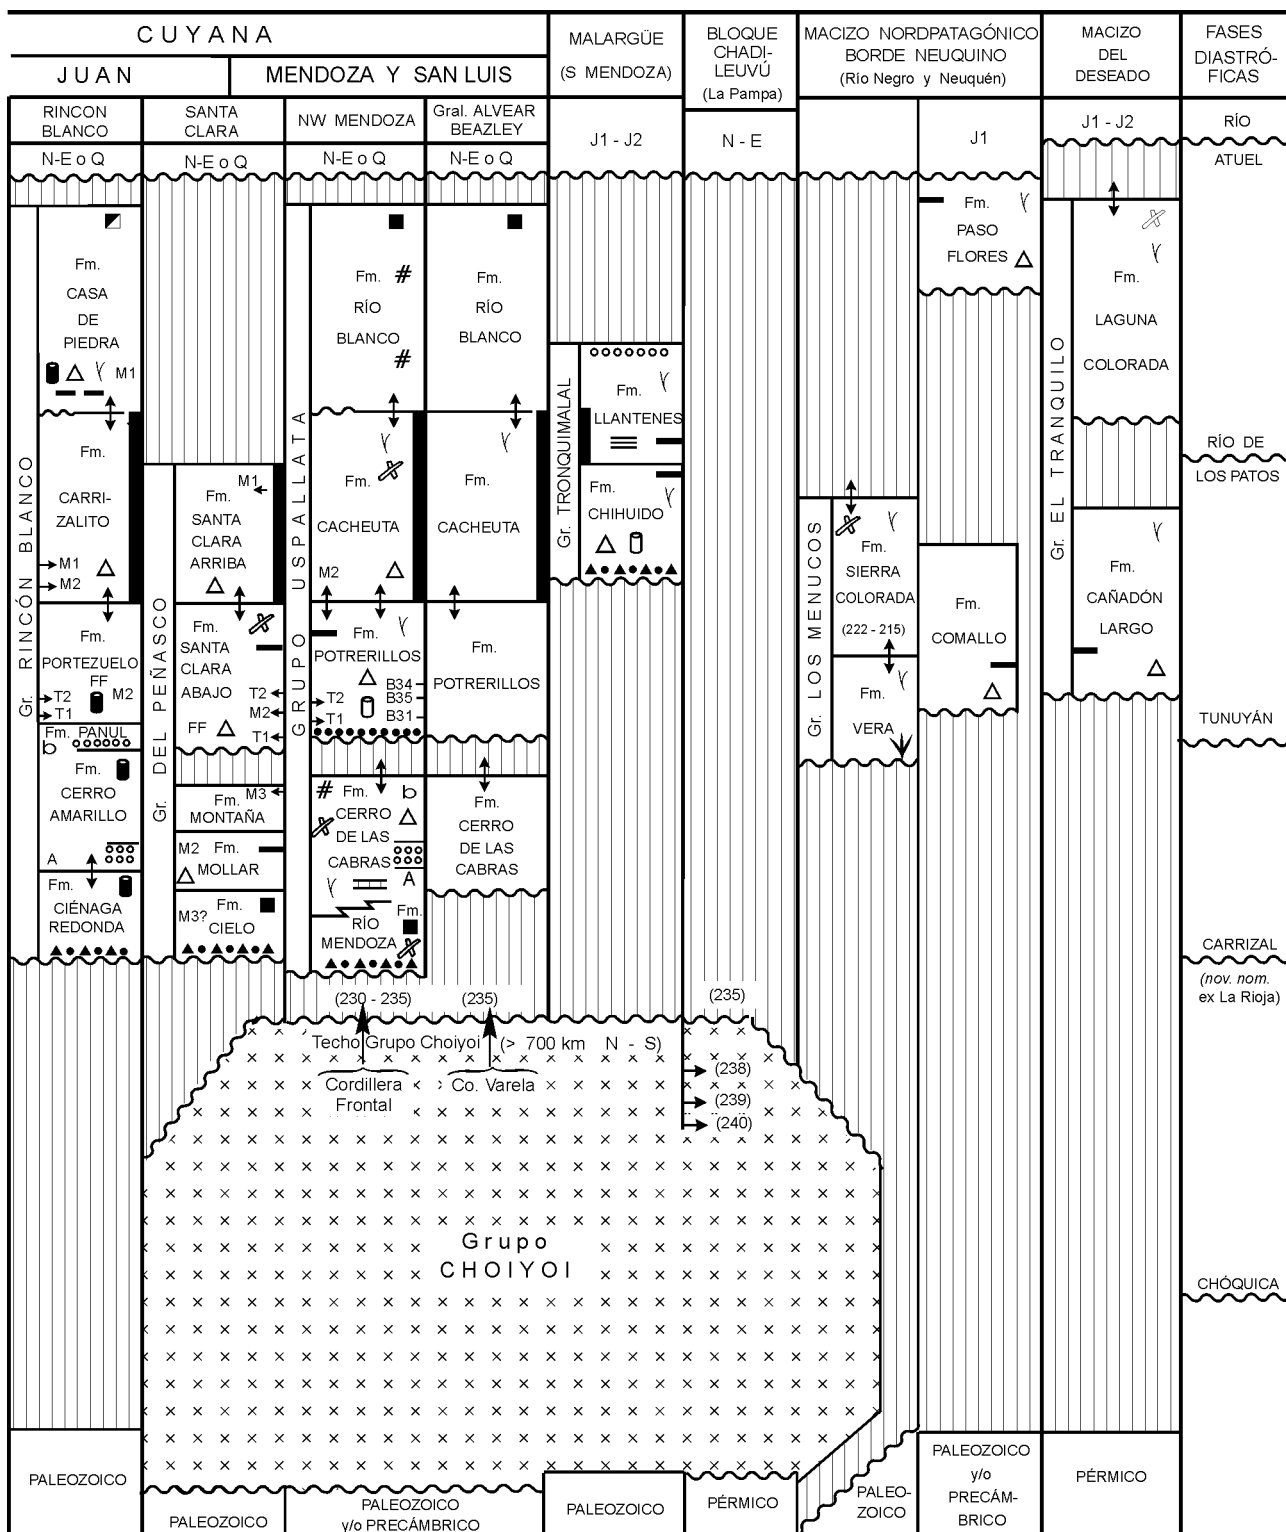 CUYANA
JUAN
MENDOZA Y SAN LUIS
MALARGÜE
(S MENDOZA)
BLOQUE
CHADI-
LEUVÚ
(La Pampa)
MACIZO NORDPATAGÓNICO
BORDE NEUQUINO
(Río Negro y Neuquén)
MACIZO
DEL
DESEADO
FASES
DIASTRÓ-
FICAS
RINCON
BLANCO
SANTA
CLARA
NW MENDOZA
Gral. ALVEAR
BEAZLEY
J1 - J2
N - E
J1
J1 - J2
RÍO
ATUEL
N-E o Q
N-E o Q
N-E o Q
N-E o Q
Gr. RINCÓN BLANCO
Fm.
CASA
DE
PIEDRA
M1
Fm.
CARRI-
ZALITO
M1
M2
Fm.
PORTEZUELO
FF
T2
M2
T1
Fm. PANUL
b
Fm.
CERRO
AMARILLO
A
Fm.
CIÉNAGA
REDONDA
Gr. DEL PEÑASCO
M1
Fm.
SANTA
CLARA
ARRIBA
Fm.
SANTA
CLARA
ABAJO
T2
M2
FF
T1
M3
Fm.
MONTAÑA
M2 Fm.
MOLLAR
Fm.
M3?
CIELO
GRUPO USPALLATA
Fm. #
RÍO
BLANCO #
Fm.
CACHEUTA
M2
Fm.
POTRERILLOS
T2
T1
B34
B35
B31
# Fm. b
CERRO
DE LAS
CABRAS
A
Fm.
RÍO
MENDOZA
Fm.
RÍO
BLANCO
Fm.
CACHEUTA
Fm.
POTRERILLOS
Fm.
CERRO
DE LAS
CABRAS
Gr. TRONQUIMALAL
Fm.
LLANTENES
Fm.
CHIHUIDO
Gr. LOS MENUCOS
Fm.
SIERRA
COLORADA
(222 - 215)
Fm.
VERA
Fm.
PASO
FLORES
Fm.
COMALLO
Gr. EL TRANQUILO
Fm.
LAGUNA
COLORADA
Fm.
CAÑADÓN
LARGO
RÍO DE
LOS PATOS
TUNUYÁN
CARRIZAL
(nov. nom.
ex La Rioja)
CHÓQUICA
(230 - 235)
(235)
(235)
Techo Grupo Choiyoi (> 700 km N - S)
Cordillera
Frontal
Co. Varela
(238)
(239)
(240)
Grupo
CHOIYOI
PALEOZOICO
PALEOZOICO
PALEOZOICO
y/o PRECÁMBRICO
PALEOZOICO
PÉRMICO
PALEO-
ZOICO
PALEOZOICO
y/o
PRECÁM-
BRICO
PÉRMICO